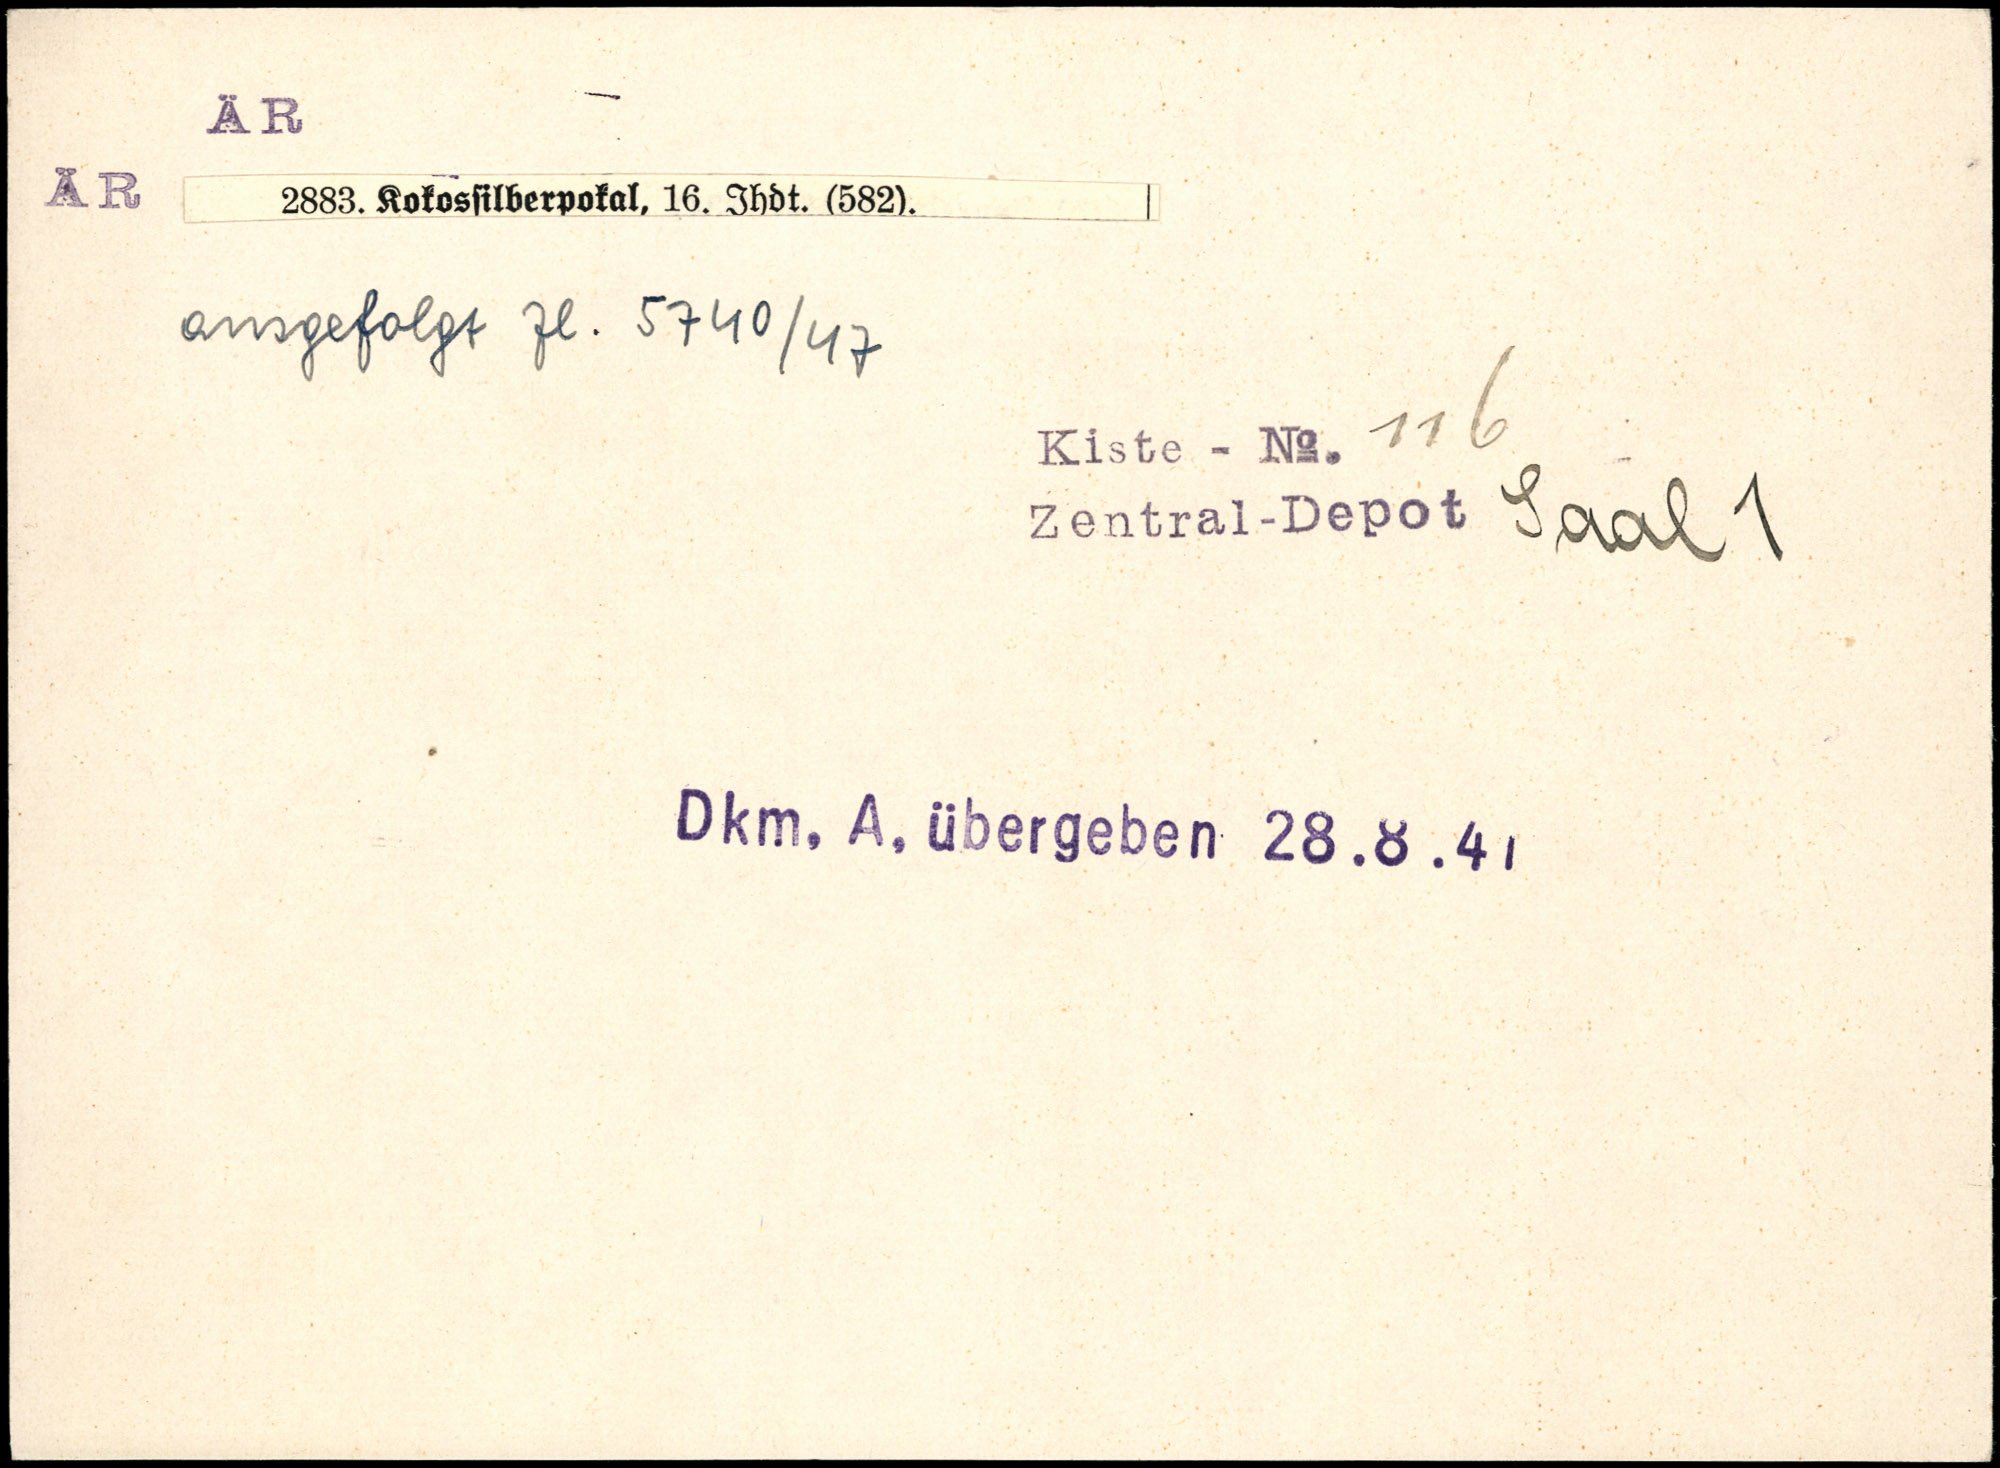 ÄR
ÄR 2883. Kokossilberpokal, 16. Jhdt. (582).
ausgefolgt Zl. 5740/47
Kiste - №. 116
Zentral-Depot Saal 1
Dkm. A. übergeben 28.8.41